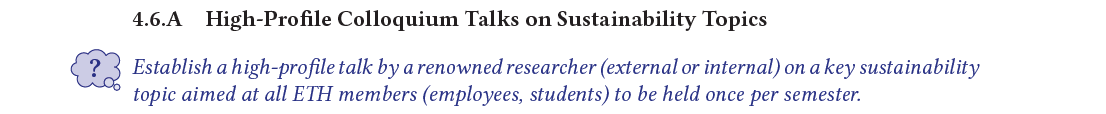 4.6.A High-Profile Colloquium Talks on Sustainability Topics
? Establish a high-profile talk by a renowned researcher (external or internal) on a key sustainability
topic aimed at all ETH members (employees, students) to be held once per semester.